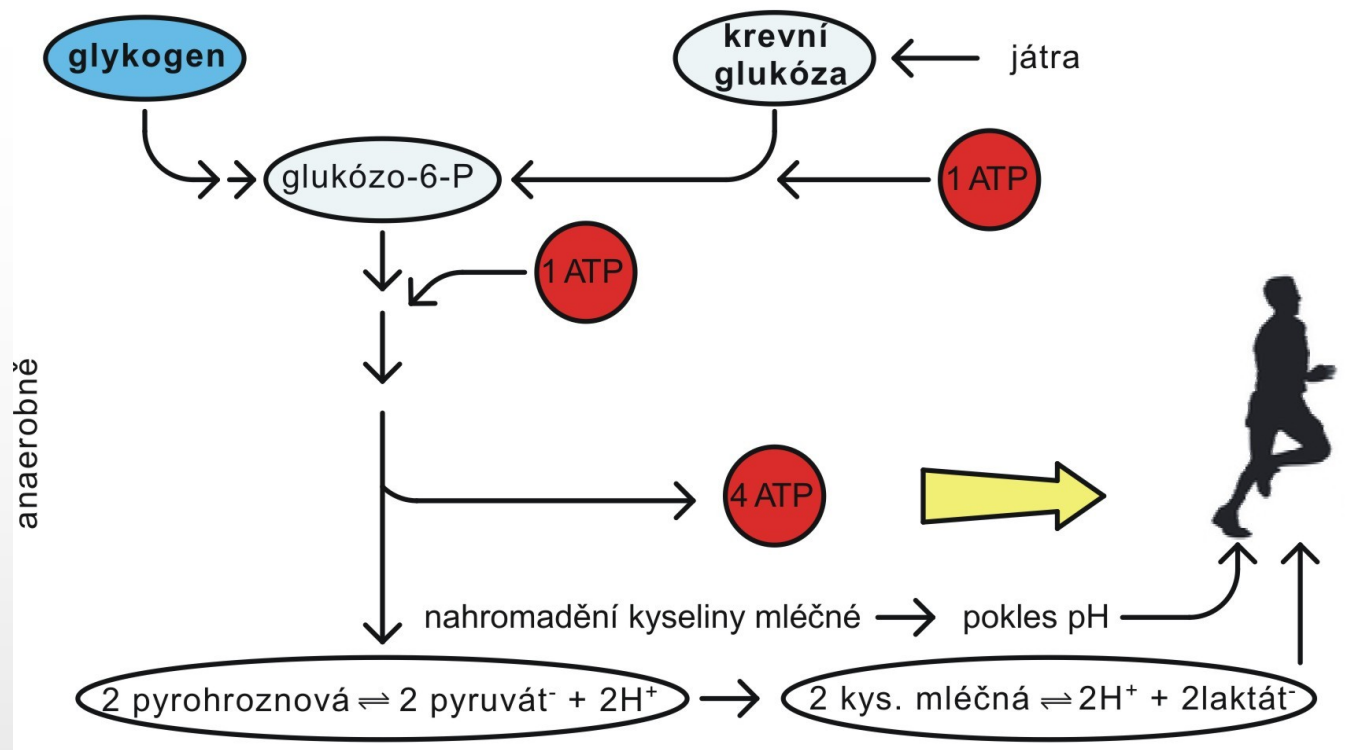 glykogen
krevní
glukóza
játra
glukózo-6-P
1 ATP
1 ATP
anaerobně
4 ATP
nahromadění kyseliny mléčné
pokles pH
2 pyrohroznová ⇌ 2 pyruvát⁻ + 2H⁺
2 kys. mléčná ⇌ 2H⁺ + 2laktát⁻